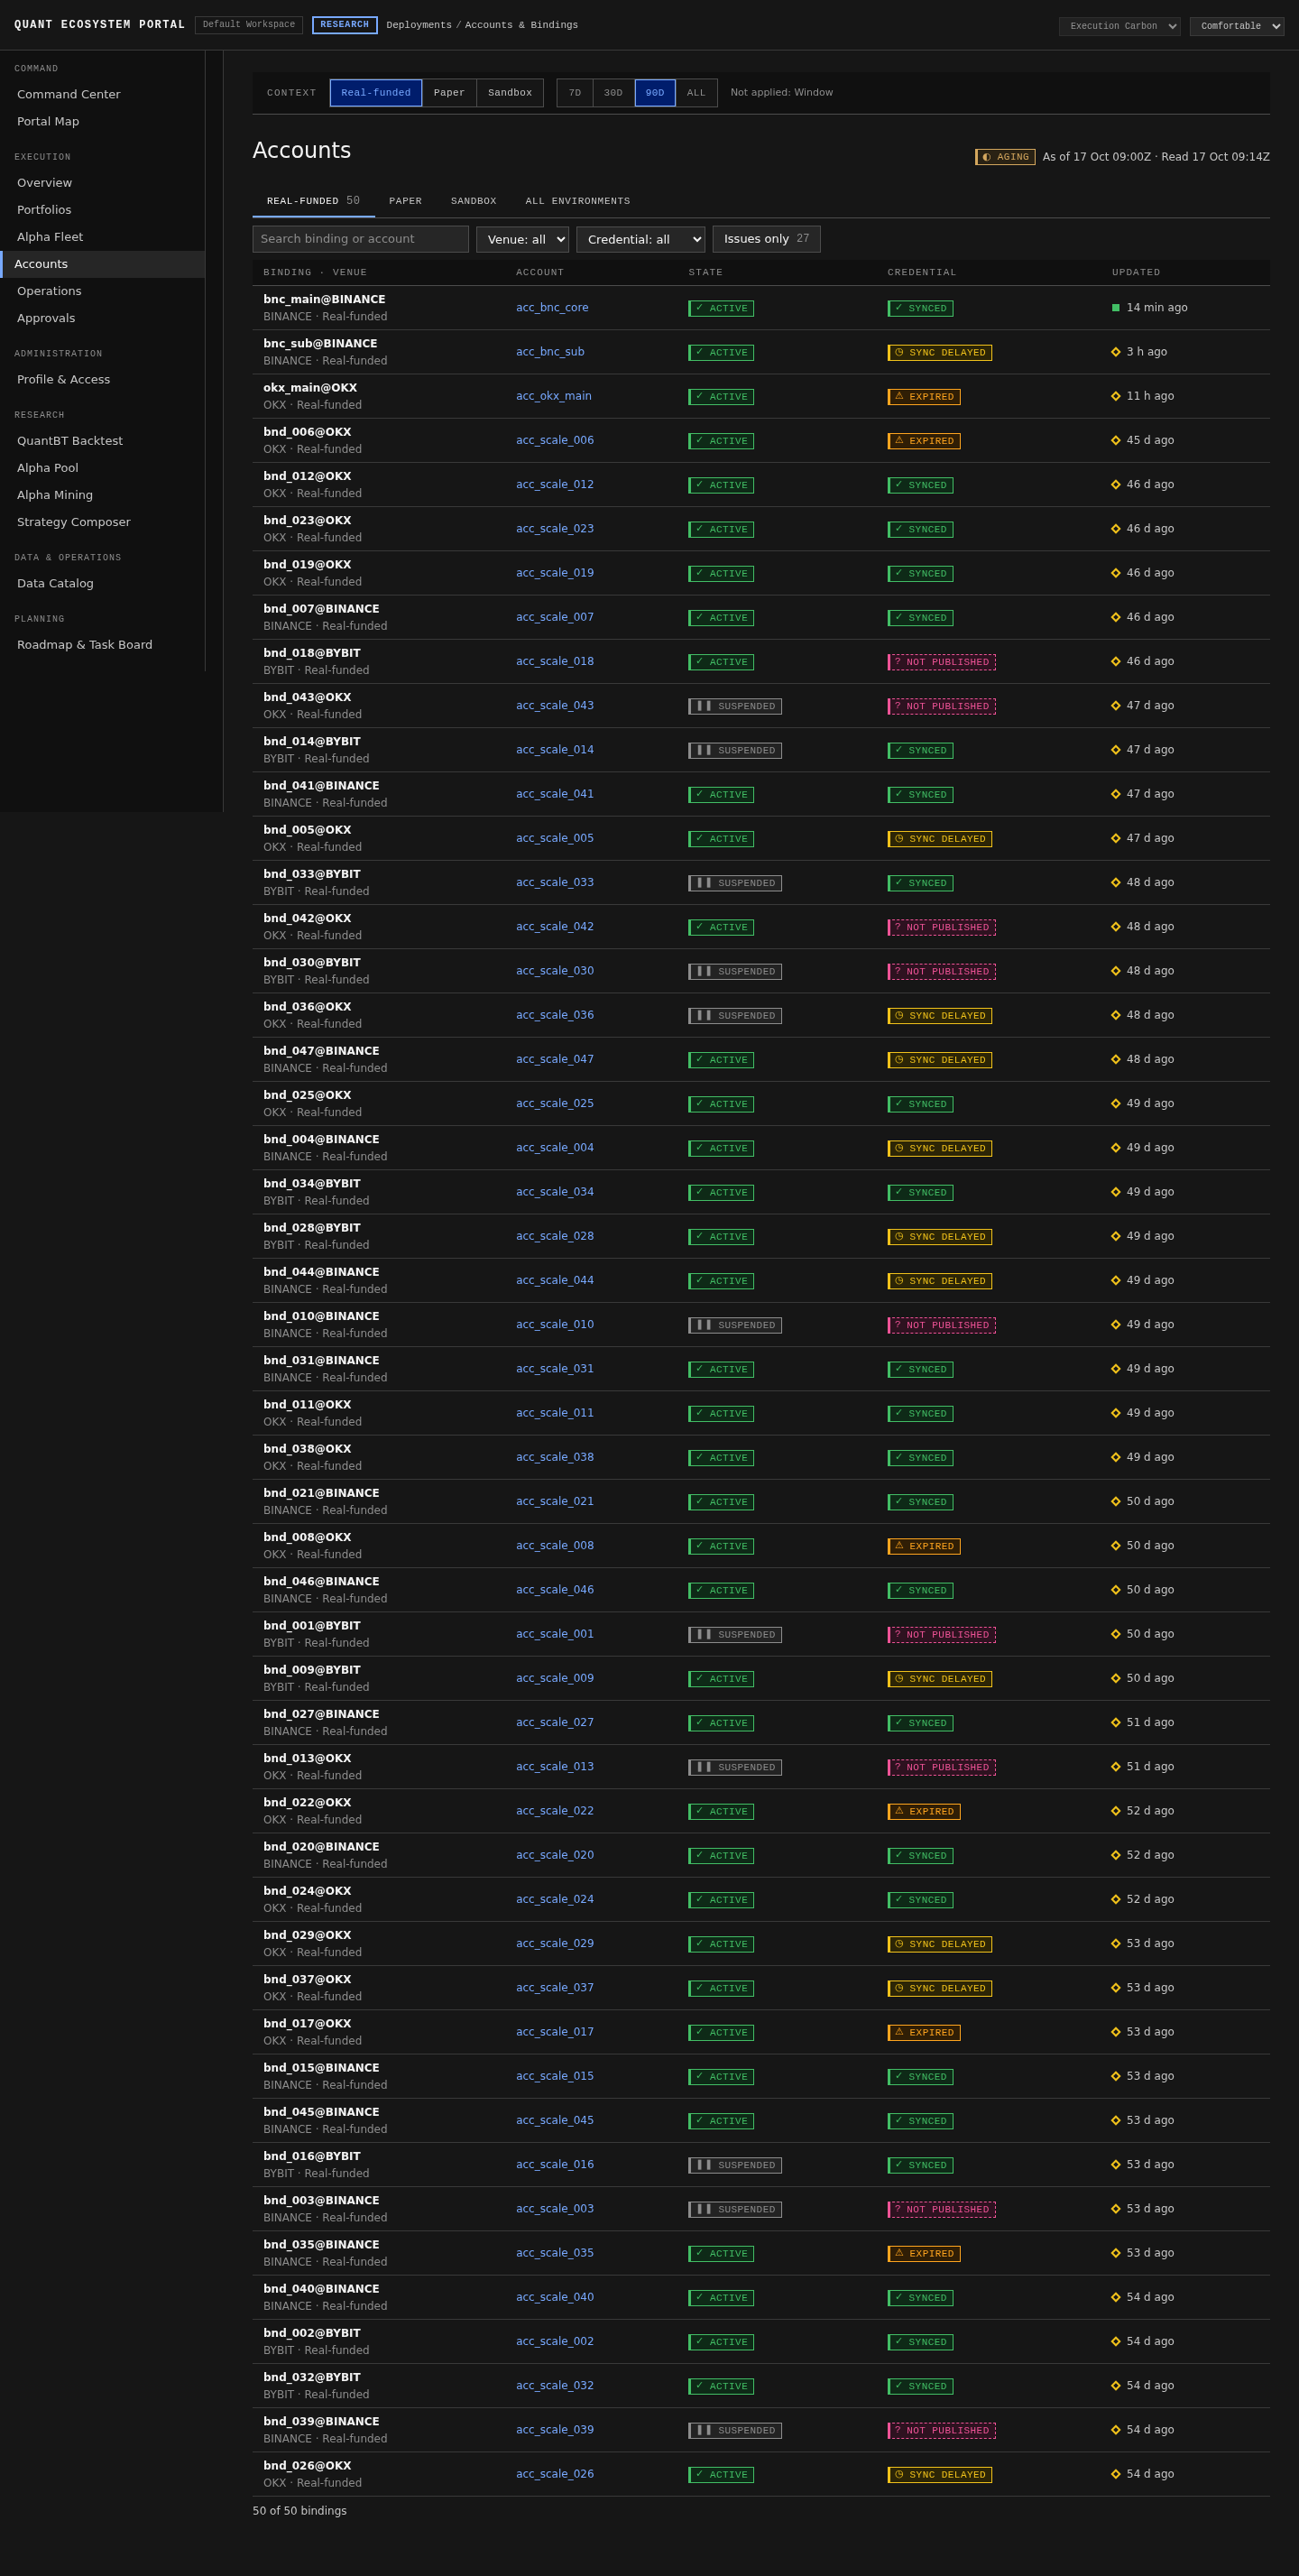 QUANT ECOSYSTEM PORTAL Default Workspace RESEARCH Deployments / Accounts & Bindings Execution Carbon Comfortable
COMMAND
Command Center
Portal Map
EXECUTION
Overview
Portfolios
Alpha Fleet
Accounts
Operations
Approvals
ADMINISTRATION
Profile & Access
RESEARCH
QuantBT Backtest
Alpha Pool
Alpha Mining
Strategy Composer
DATA & OPERATIONS
Data Catalog
PLANNING
Roadmap & Task Board
CONTEXT Real-funded Paper Sandbox 7D 30D 90D ALL Not applied: Window
Accounts
◐ AGING As of 17 Oct 09:00Z · Read 17 Oct 09:14Z
REAL-FUNDED 50 PAPER SANDBOX ALL ENVIRONMENTS
Search binding or account Venue: all Credential: all Issues only 27
BINDING · VENUE ACCOUNT STATE CREDENTIAL UPDATED
bnc_main@BINANCE
BINANCE · Real-funded acc_bnc_core ✓ ACTIVE ✓ SYNCED 14 min ago
bnc_sub@BINANCE
BINANCE · Real-funded acc_bnc_sub ✓ ACTIVE ◷ SYNC DELAYED 3 h ago
okx_main@OKX
OKX · Real-funded acc_okx_main ✓ ACTIVE ⚠ EXPIRED 11 h ago
bnd_006@OKX
OKX · Real-funded acc_scale_006 ✓ ACTIVE ⚠ EXPIRED 45 d ago
bnd_012@OKX
OKX · Real-funded acc_scale_012 ✓ ACTIVE ✓ SYNCED 46 d ago
bnd_023@OKX
OKX · Real-funded acc_scale_023 ✓ ACTIVE ✓ SYNCED 46 d ago
bnd_019@OKX
OKX · Real-funded acc_scale_019 ✓ ACTIVE ✓ SYNCED 46 d ago
bnd_007@BINANCE
BINANCE · Real-funded acc_scale_007 ✓ ACTIVE ✓ SYNCED 46 d ago
bnd_018@BYBIT
BYBIT · Real-funded acc_scale_018 ✓ ACTIVE ? NOT PUBLISHED 46 d ago
bnd_043@OKX
OKX · Real-funded acc_scale_043 ❚❚ SUSPENDED ? NOT PUBLISHED 47 d ago
bnd_014@BYBIT
BYBIT · Real-funded acc_scale_014 ❚❚ SUSPENDED ✓ SYNCED 47 d ago
bnd_041@BINANCE
BINANCE · Real-funded acc_scale_041 ✓ ACTIVE ✓ SYNCED 47 d ago
bnd_005@OKX
OKX · Real-funded acc_scale_005 ✓ ACTIVE ◷ SYNC DELAYED 47 d ago
bnd_033@BYBIT
BYBIT · Real-funded acc_scale_033 ❚❚ SUSPENDED ✓ SYNCED 48 d ago
bnd_042@OKX
OKX · Real-funded acc_scale_042 ✓ ACTIVE ? NOT PUBLISHED 48 d ago
bnd_030@BYBIT
BYBIT · Real-funded acc_scale_030 ❚❚ SUSPENDED ? NOT PUBLISHED 48 d ago
bnd_036@OKX
OKX · Real-funded acc_scale_036 ❚❚ SUSPENDED ◷ SYNC DELAYED 48 d ago
bnd_047@BINANCE
BINANCE · Real-funded acc_scale_047 ✓ ACTIVE ◷ SYNC DELAYED 48 d ago
bnd_025@OKX
OKX · Real-funded acc_scale_025 ✓ ACTIVE ✓ SYNCED 49 d ago
bnd_004@BINANCE
BINANCE · Real-funded acc_scale_004 ✓ ACTIVE ◷ SYNC DELAYED 49 d ago
bnd_034@BYBIT
BYBIT · Real-funded acc_scale_034 ✓ ACTIVE ✓ SYNCED 49 d ago
bnd_028@BYBIT
BYBIT · Real-funded acc_scale_028 ✓ ACTIVE ◷ SYNC DELAYED 49 d ago
bnd_044@BINANCE
BINANCE · Real-funded acc_scale_044 ✓ ACTIVE ◷ SYNC DELAYED 49 d ago
bnd_010@BINANCE
BINANCE · Real-funded acc_scale_010 ❚❚ SUSPENDED ? NOT PUBLISHED 49 d ago
bnd_031@BINANCE
BINANCE · Real-funded acc_scale_031 ✓ ACTIVE ✓ SYNCED 49 d ago
bnd_011@OKX
OKX · Real-funded acc_scale_011 ✓ ACTIVE ✓ SYNCED 49 d ago
bnd_038@OKX
OKX · Real-funded acc_scale_038 ✓ ACTIVE ✓ SYNCED 49 d ago
bnd_021@BINANCE
BINANCE · Real-funded acc_scale_021 ✓ ACTIVE ✓ SYNCED 50 d ago
bnd_008@OKX
OKX · Real-funded acc_scale_008 ✓ ACTIVE ⚠ EXPIRED 50 d ago
bnd_046@BINANCE
BINANCE · Real-funded acc_scale_046 ✓ ACTIVE ✓ SYNCED 50 d ago
bnd_001@BYBIT
BYBIT · Real-funded acc_scale_001 ❚❚ SUSPENDED ? NOT PUBLISHED 50 d ago
bnd_009@BYBIT
BYBIT · Real-funded acc_scale_009 ✓ ACTIVE ◷ SYNC DELAYED 50 d ago
bnd_027@BINANCE
BINANCE · Real-funded acc_scale_027 ✓ ACTIVE ✓ SYNCED 51 d ago
bnd_013@OKX
OKX · Real-funded acc_scale_013 ❚❚ SUSPENDED ? NOT PUBLISHED 51 d ago
bnd_022@OKX
OKX · Real-funded acc_scale_022 ✓ ACTIVE ⚠ EXPIRED 52 d ago
bnd_020@BINANCE
BINANCE · Real-funded acc_scale_020 ✓ ACTIVE ✓ SYNCED 52 d ago
bnd_024@OKX
OKX · Real-funded acc_scale_024 ✓ ACTIVE ✓ SYNCED 52 d ago
bnd_029@OKX
OKX · Real-funded acc_scale_029 ✓ ACTIVE ◷ SYNC DELAYED 53 d ago
bnd_037@OKX
OKX · Real-funded acc_scale_037 ✓ ACTIVE ◷ SYNC DELAYED 53 d ago
bnd_017@OKX
OKX · Real-funded acc_scale_017 ✓ ACTIVE ⚠ EXPIRED 53 d ago
bnd_015@BINANCE
BINANCE · Real-funded acc_scale_015 ✓ ACTIVE ✓ SYNCED 53 d ago
bnd_045@BINANCE
BINANCE · Real-funded acc_scale_045 ✓ ACTIVE ✓ SYNCED 53 d ago
bnd_016@BYBIT
BYBIT · Real-funded acc_scale_016 ❚❚ SUSPENDED ✓ SYNCED 53 d ago
bnd_003@BINANCE
BINANCE · Real-funded acc_scale_003 ❚❚ SUSPENDED ? NOT PUBLISHED 53 d ago
bnd_035@BINANCE
BINANCE · Real-funded acc_scale_035 ✓ ACTIVE ⚠ EXPIRED 53 d ago
bnd_040@BINANCE
BINANCE · Real-funded acc_scale_040 ✓ ACTIVE ✓ SYNCED 54 d ago
bnd_002@BYBIT
BYBIT · Real-funded acc_scale_002 ✓ ACTIVE ✓ SYNCED 54 d ago
bnd_032@BYBIT
BYBIT · Real-funded acc_scale_032 ✓ ACTIVE ✓ SYNCED 54 d ago
bnd_039@BINANCE
BINANCE · Real-funded acc_scale_039 ❚❚ SUSPENDED ? NOT PUBLISHED 54 d ago
bnd_026@OKX
OKX · Real-funded acc_scale_026 ✓ ACTIVE ◷ SYNC DELAYED 54 d ago
50 of 50 bindings